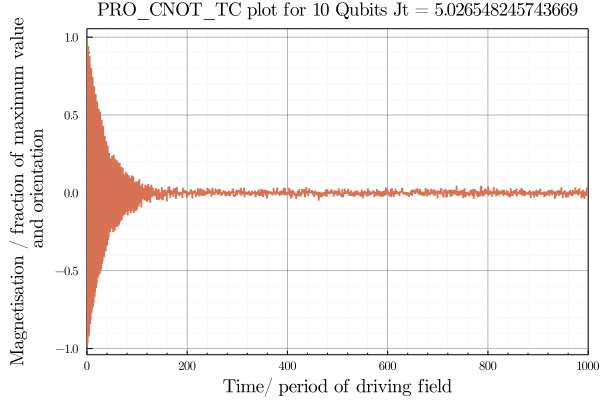 PRO_CNOT_TC plot for 10 Qubits Jt = 5.026548245743669
Magnetisation / fraction of maximum value
and orientation
1.0
0.5
0.0
−0.5
−1.0
0 200 400 600 800 1000
Time/ period of driving field